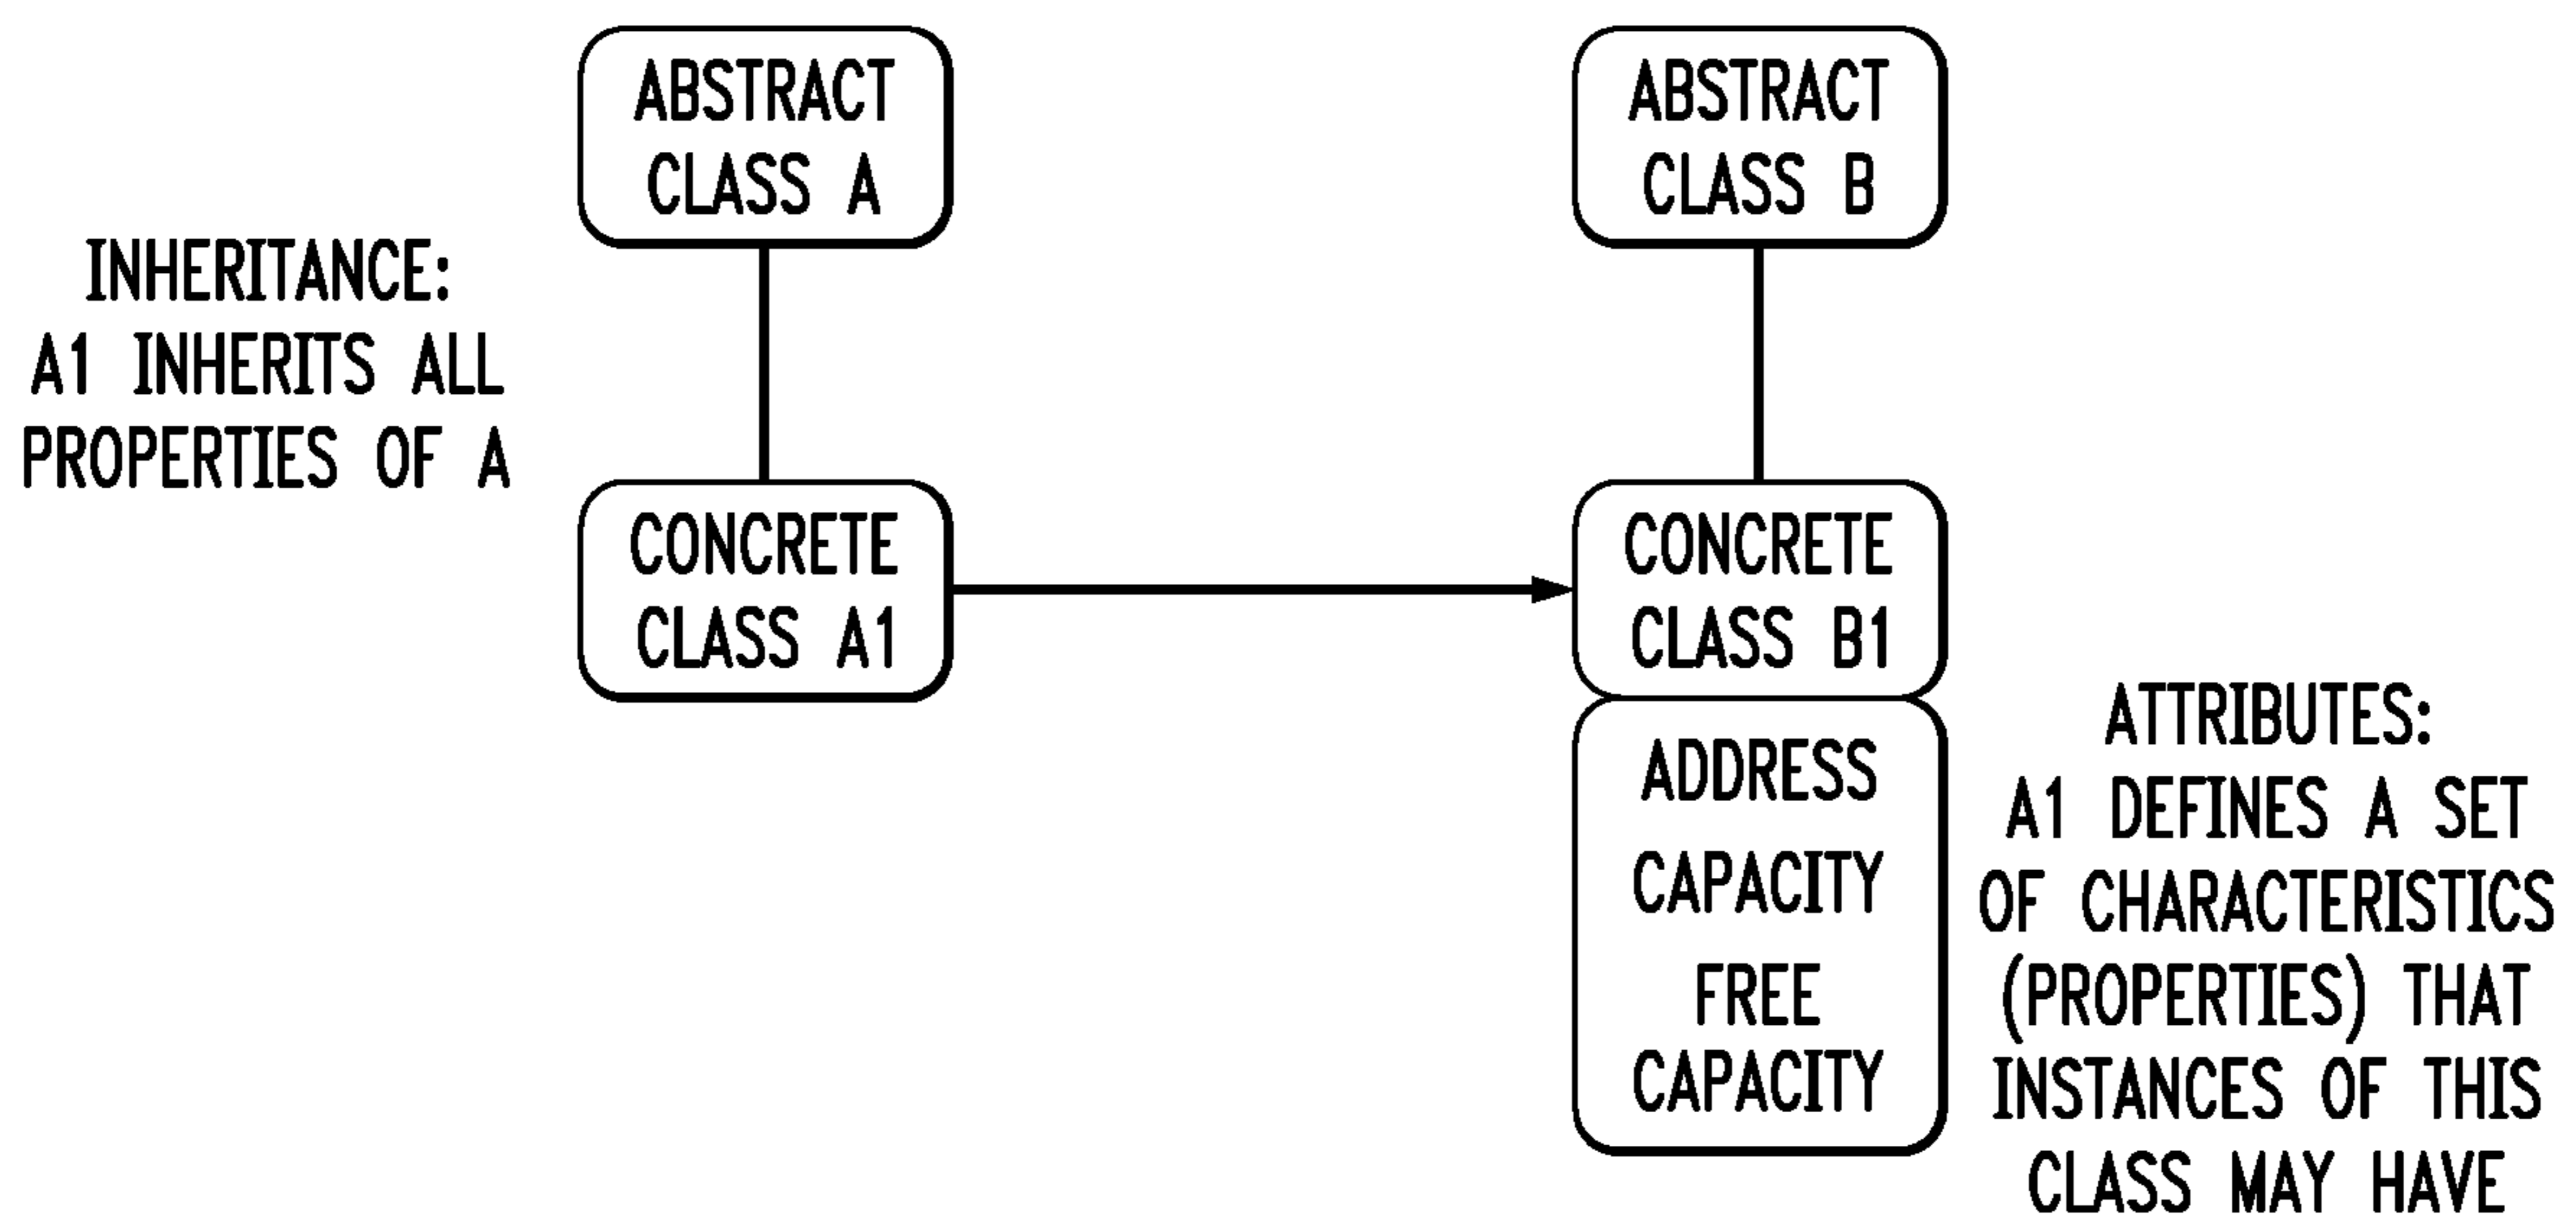 ABSTRACT
CLASS A
ABSTRACT
CLASS B
INHERITANCE:
A1 INHERITS ALL
PROPERTIES OF A
CONCRETE
CLASS A1
CONCRETE
CLASS B1
ADDRESS
CAPACITY
FREE
CAPACITY
ATTRIBUTES:
A1 DEFINES A SET
OF CHARACTERISTICS
(PROPERTIES) THAT
INSTANCES OF THIS
CLASS MAY HAVE